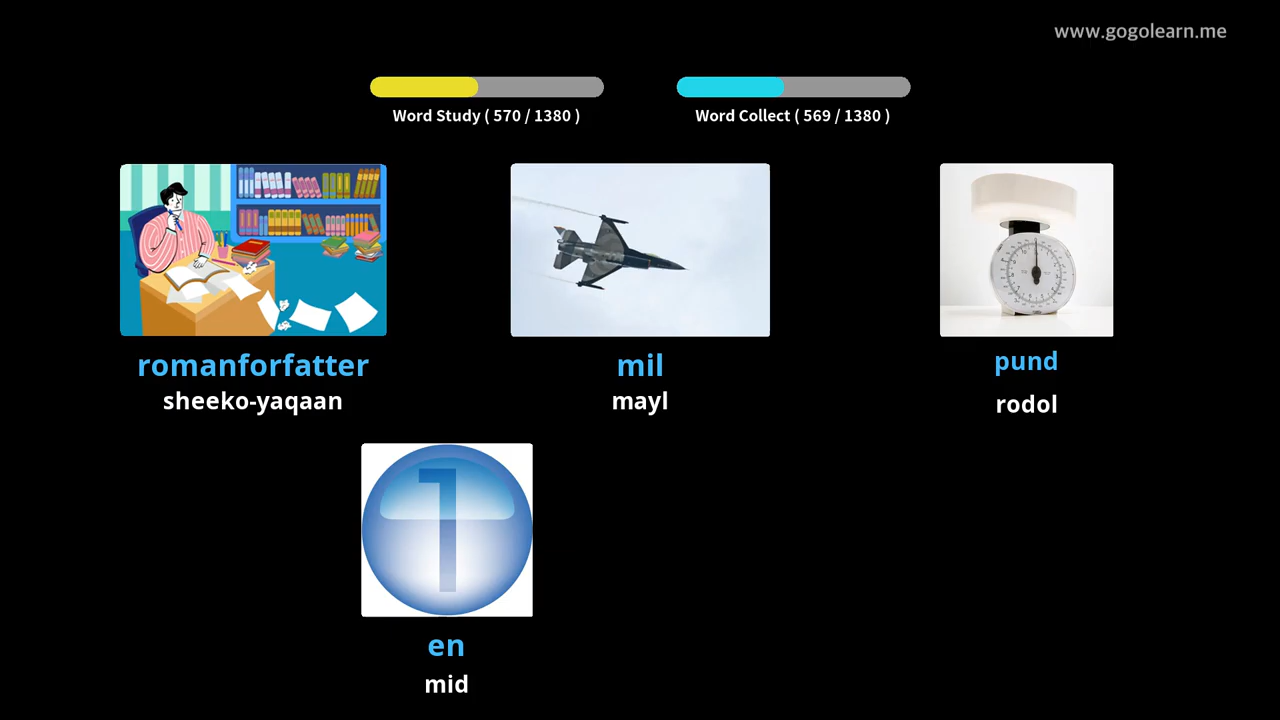 www.gogolearn.me
Word Study ( 570 / 1380 )
Word Collect ( 569 / 1380 )
romanforfatter
sheeko-yaqaan
mil
mayl
pund
rodol
1
en
mid